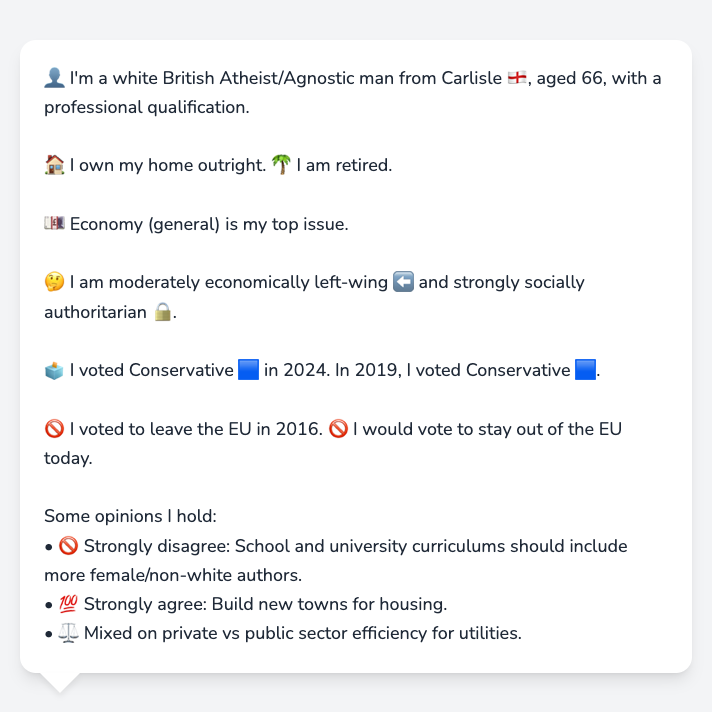 👤 I'm a white British Atheist/Agnostic man from Carlisle 🏴󠁧󠁢󠁥󠁮󠁧󠁿, aged 66, with a
professional qualification.
🏠 I own my home outright. 🌴 I am retired.
💷 Economy (general) is my top issue.
🤔 I am moderately economically left-wing ⬅️ and strongly socially
authoritarian 🔒.
🗳️ I voted Conservative 🟦 in 2024. In 2019, I voted Conservative 🟦.
🚫 I voted to leave the EU in 2016. 🚫 I would vote to stay out of the EU
today.
Some opinions I hold:
• 🚫 Strongly disagree: School and university curriculums should include
more female/non-white authors.
• 💯 Strongly agree: Build new towns for housing.
• ⚖️ Mixed on private vs public sector efficiency for utilities.